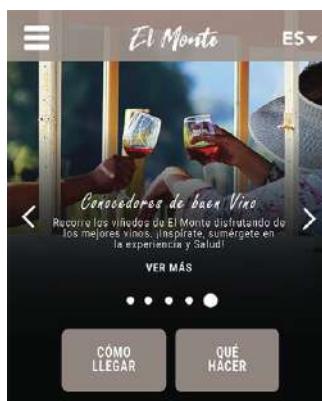 El Monte
ES
Conocedores de buen Vino
Recorre los viñedos de El Monte disfrutando de
los mejores vinos. ¡Inspírate, sumérgete en
la experiencia y Salud!
VER MÁS
CÓMO
LLEGAR
QUÉ
HACER